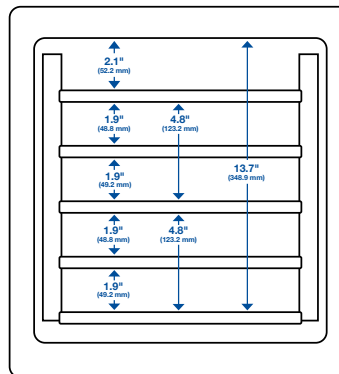 2.1"
(52.2 mm)
1.9"
(48.8 mm)
4.8"
(123.2 mm)
1.9"
(49.2 mm)
13.7"
(348.9 mm)
1.9"
(48.8 mm)
4.8"
(123.2 mm)
1.9"
(49.2 mm)